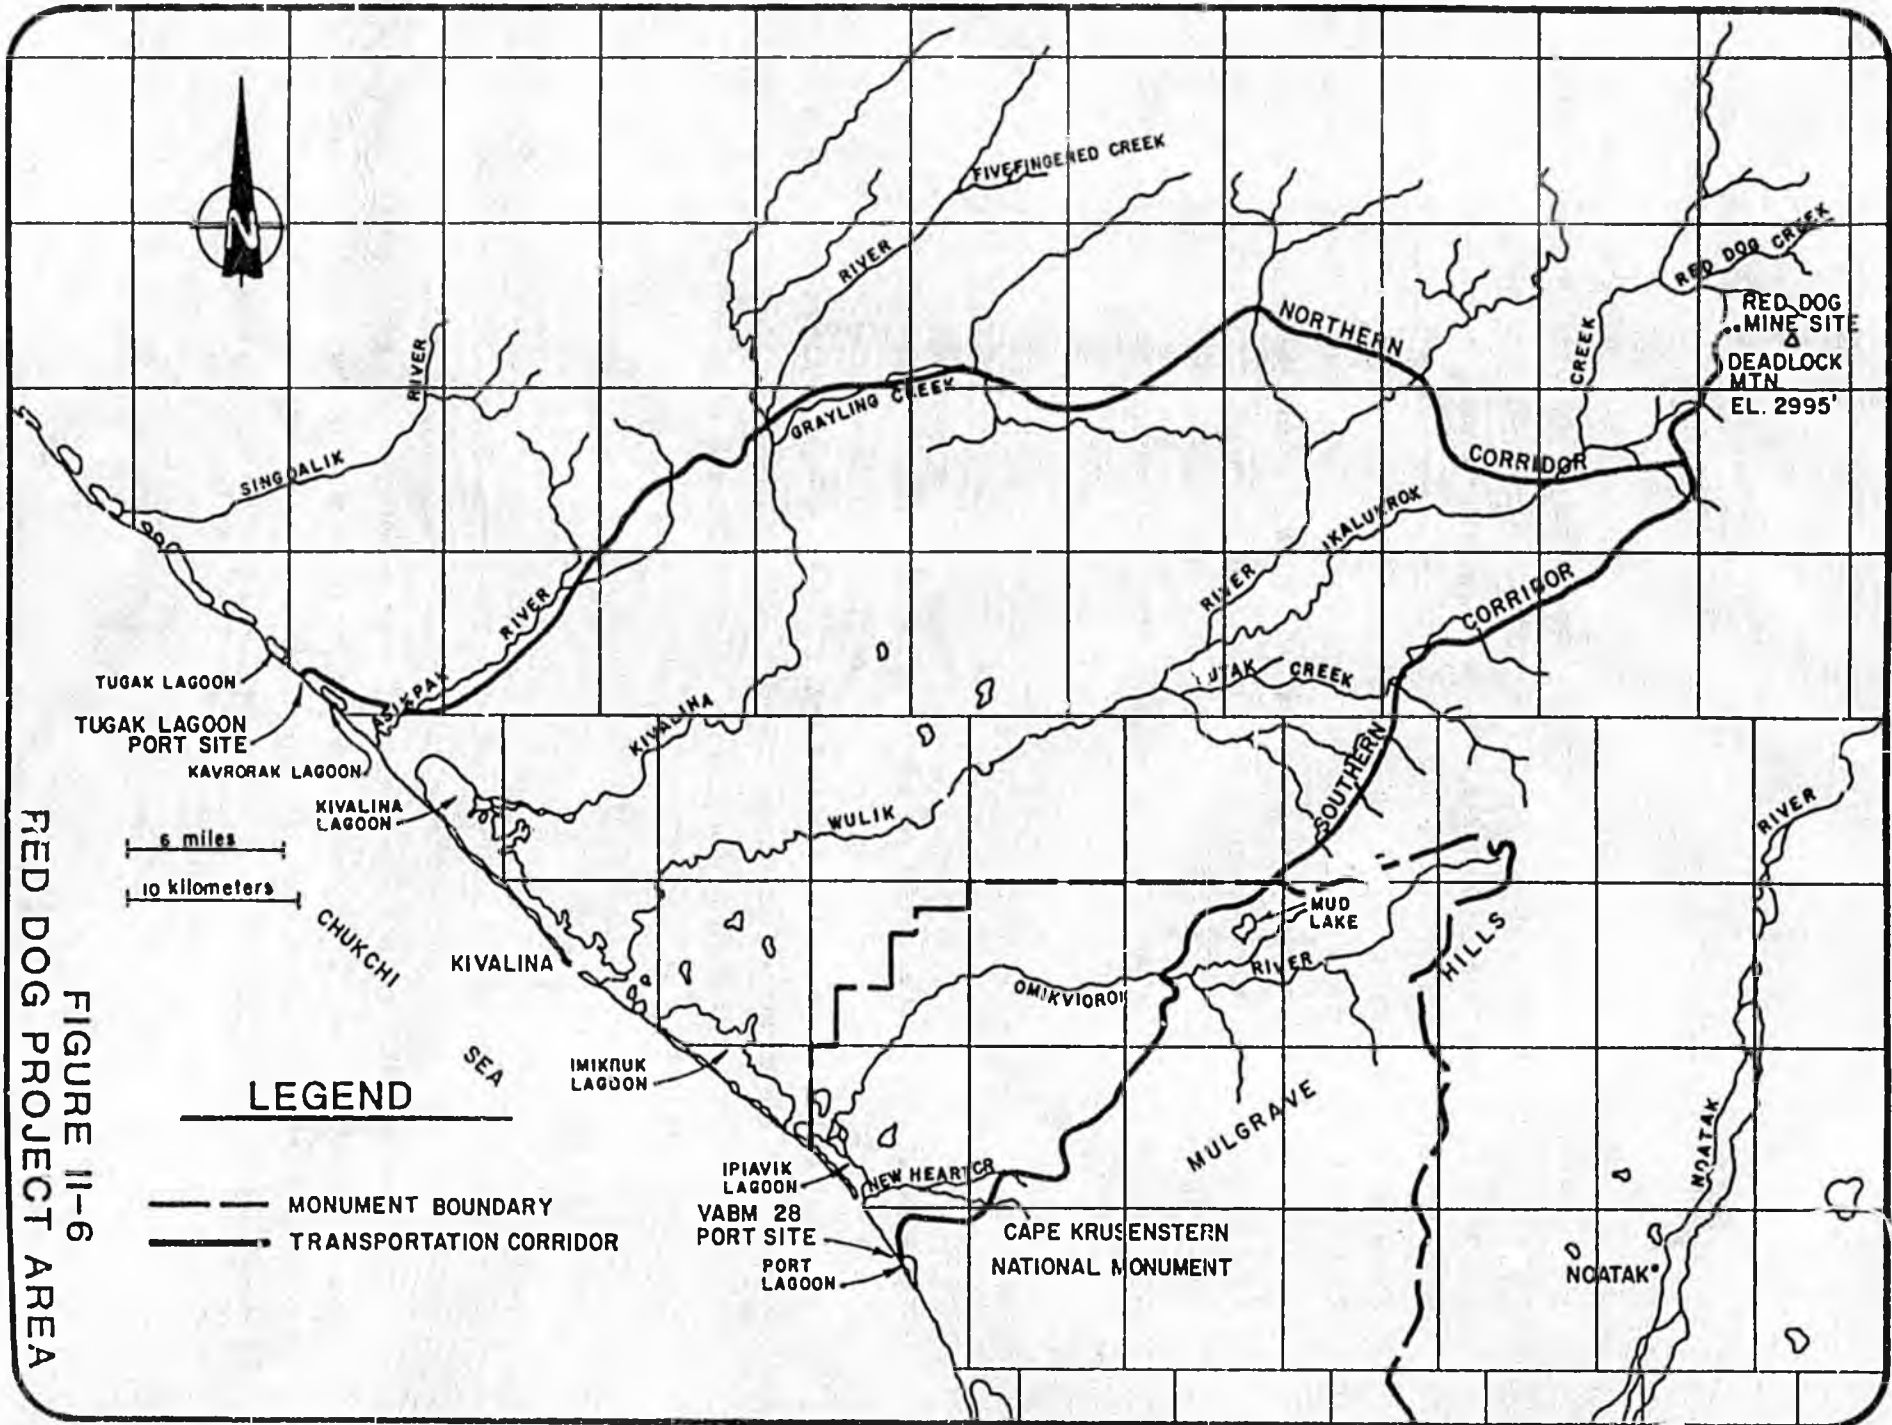 N
FIVEFINGERED CREEK
RIVER
RED DOG CREEK
RED DOG
MINE SITE
DEADLOCK
MTN
EL. 2995'
NORTHERN
CREEK
RIVER
GRAYLING CREEK
SINGOALIK
CORRIDOR
IKALUKROK
RIVER
CORRIDOR
RIVER
TUGAK LAGOON
ASIKPAK
CREEK
TUGAK LAGOON
PORT SITE
KIVALINA
KAVRORAK LAGOON
SOUTHERN
KIVALINA
LAGOON
WULIK
RIVER
6 miles
10 kilometers
MUD
LAKE
CHUKCHI
SEA
KIVALINA
HILLS
RIVER
IMIKRUK
LAGOON
LEGEND
MULGRAVE
NOATAK
IPIAVIK
LAGOON
NEW HEART CR
MONUMENT BOUNDARY
TRANSPORTATION CORRIDOR
VABM 28
PORT SITE
PORT
LAGOON
CAPE KRUSENSTERN
NATIONAL MONUMENT
NOATAK
FIGURE II-6
RED DOG PROJECT AREA